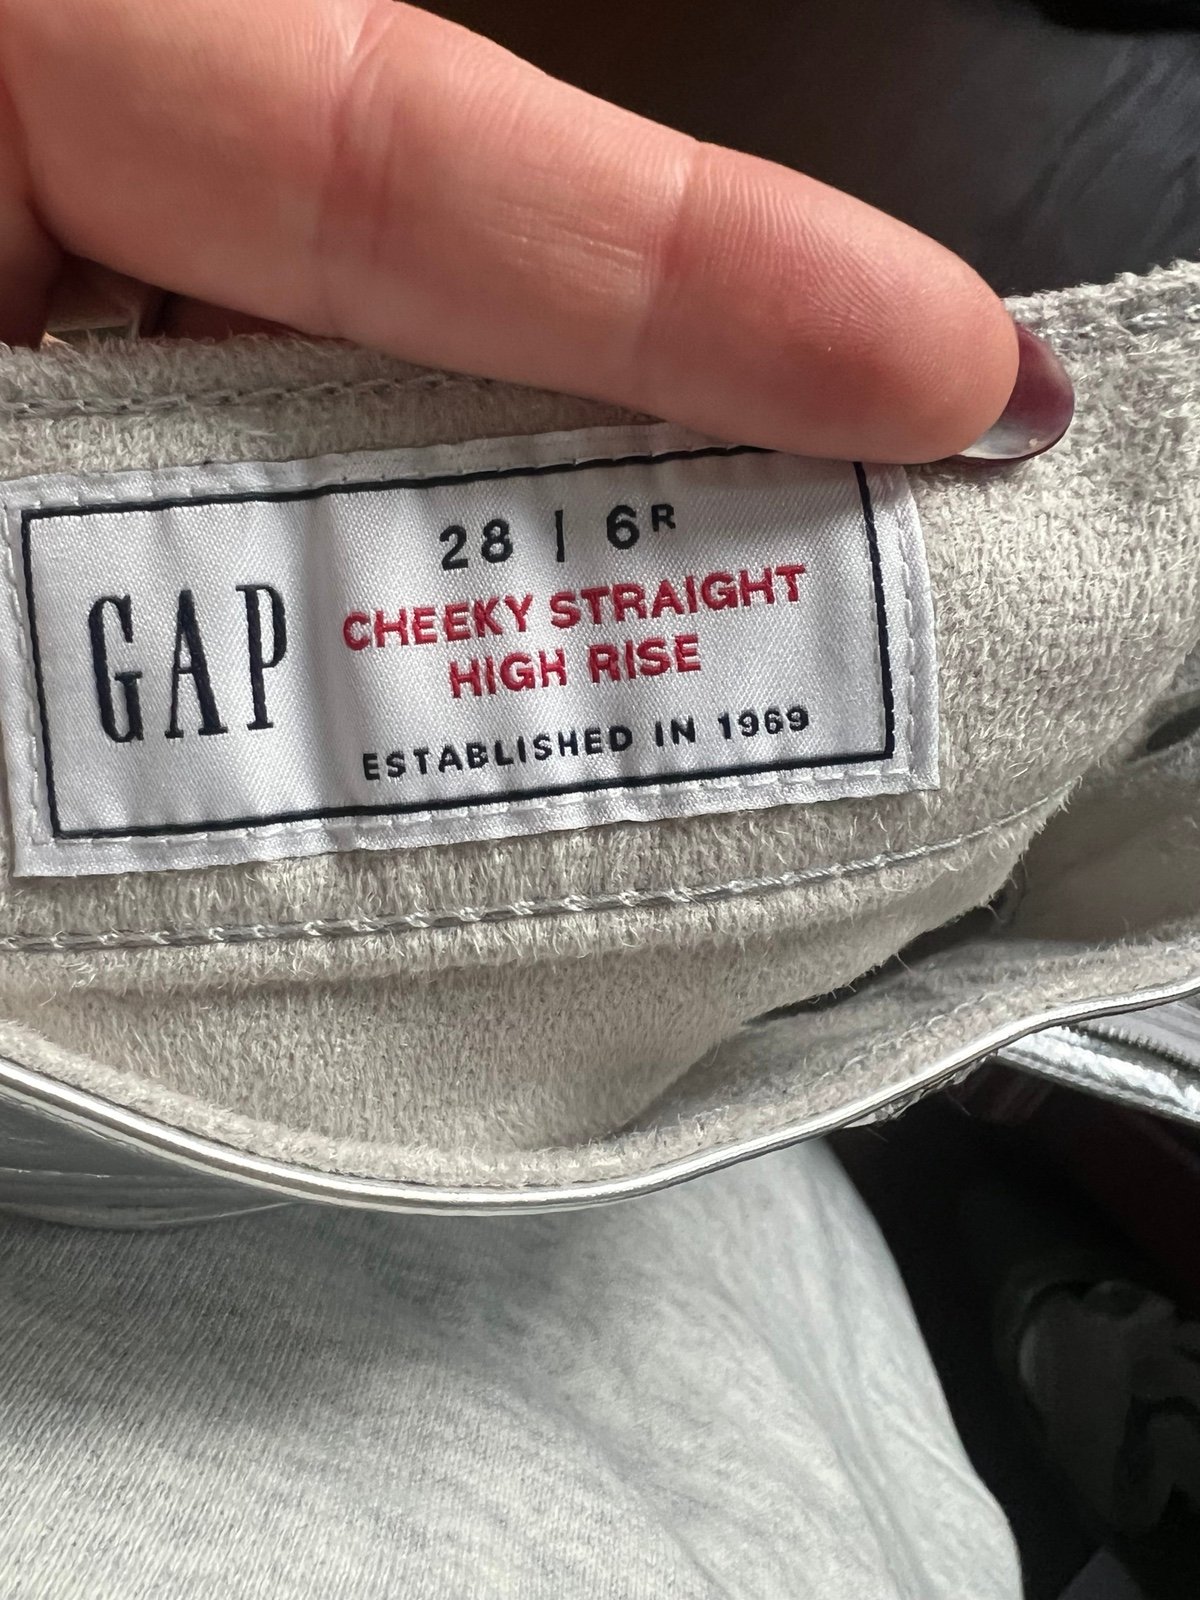 GAP
28 | 6R
CHEEKY STRAIGHT
HIGH RISE
ESTABLISHED IN 1969